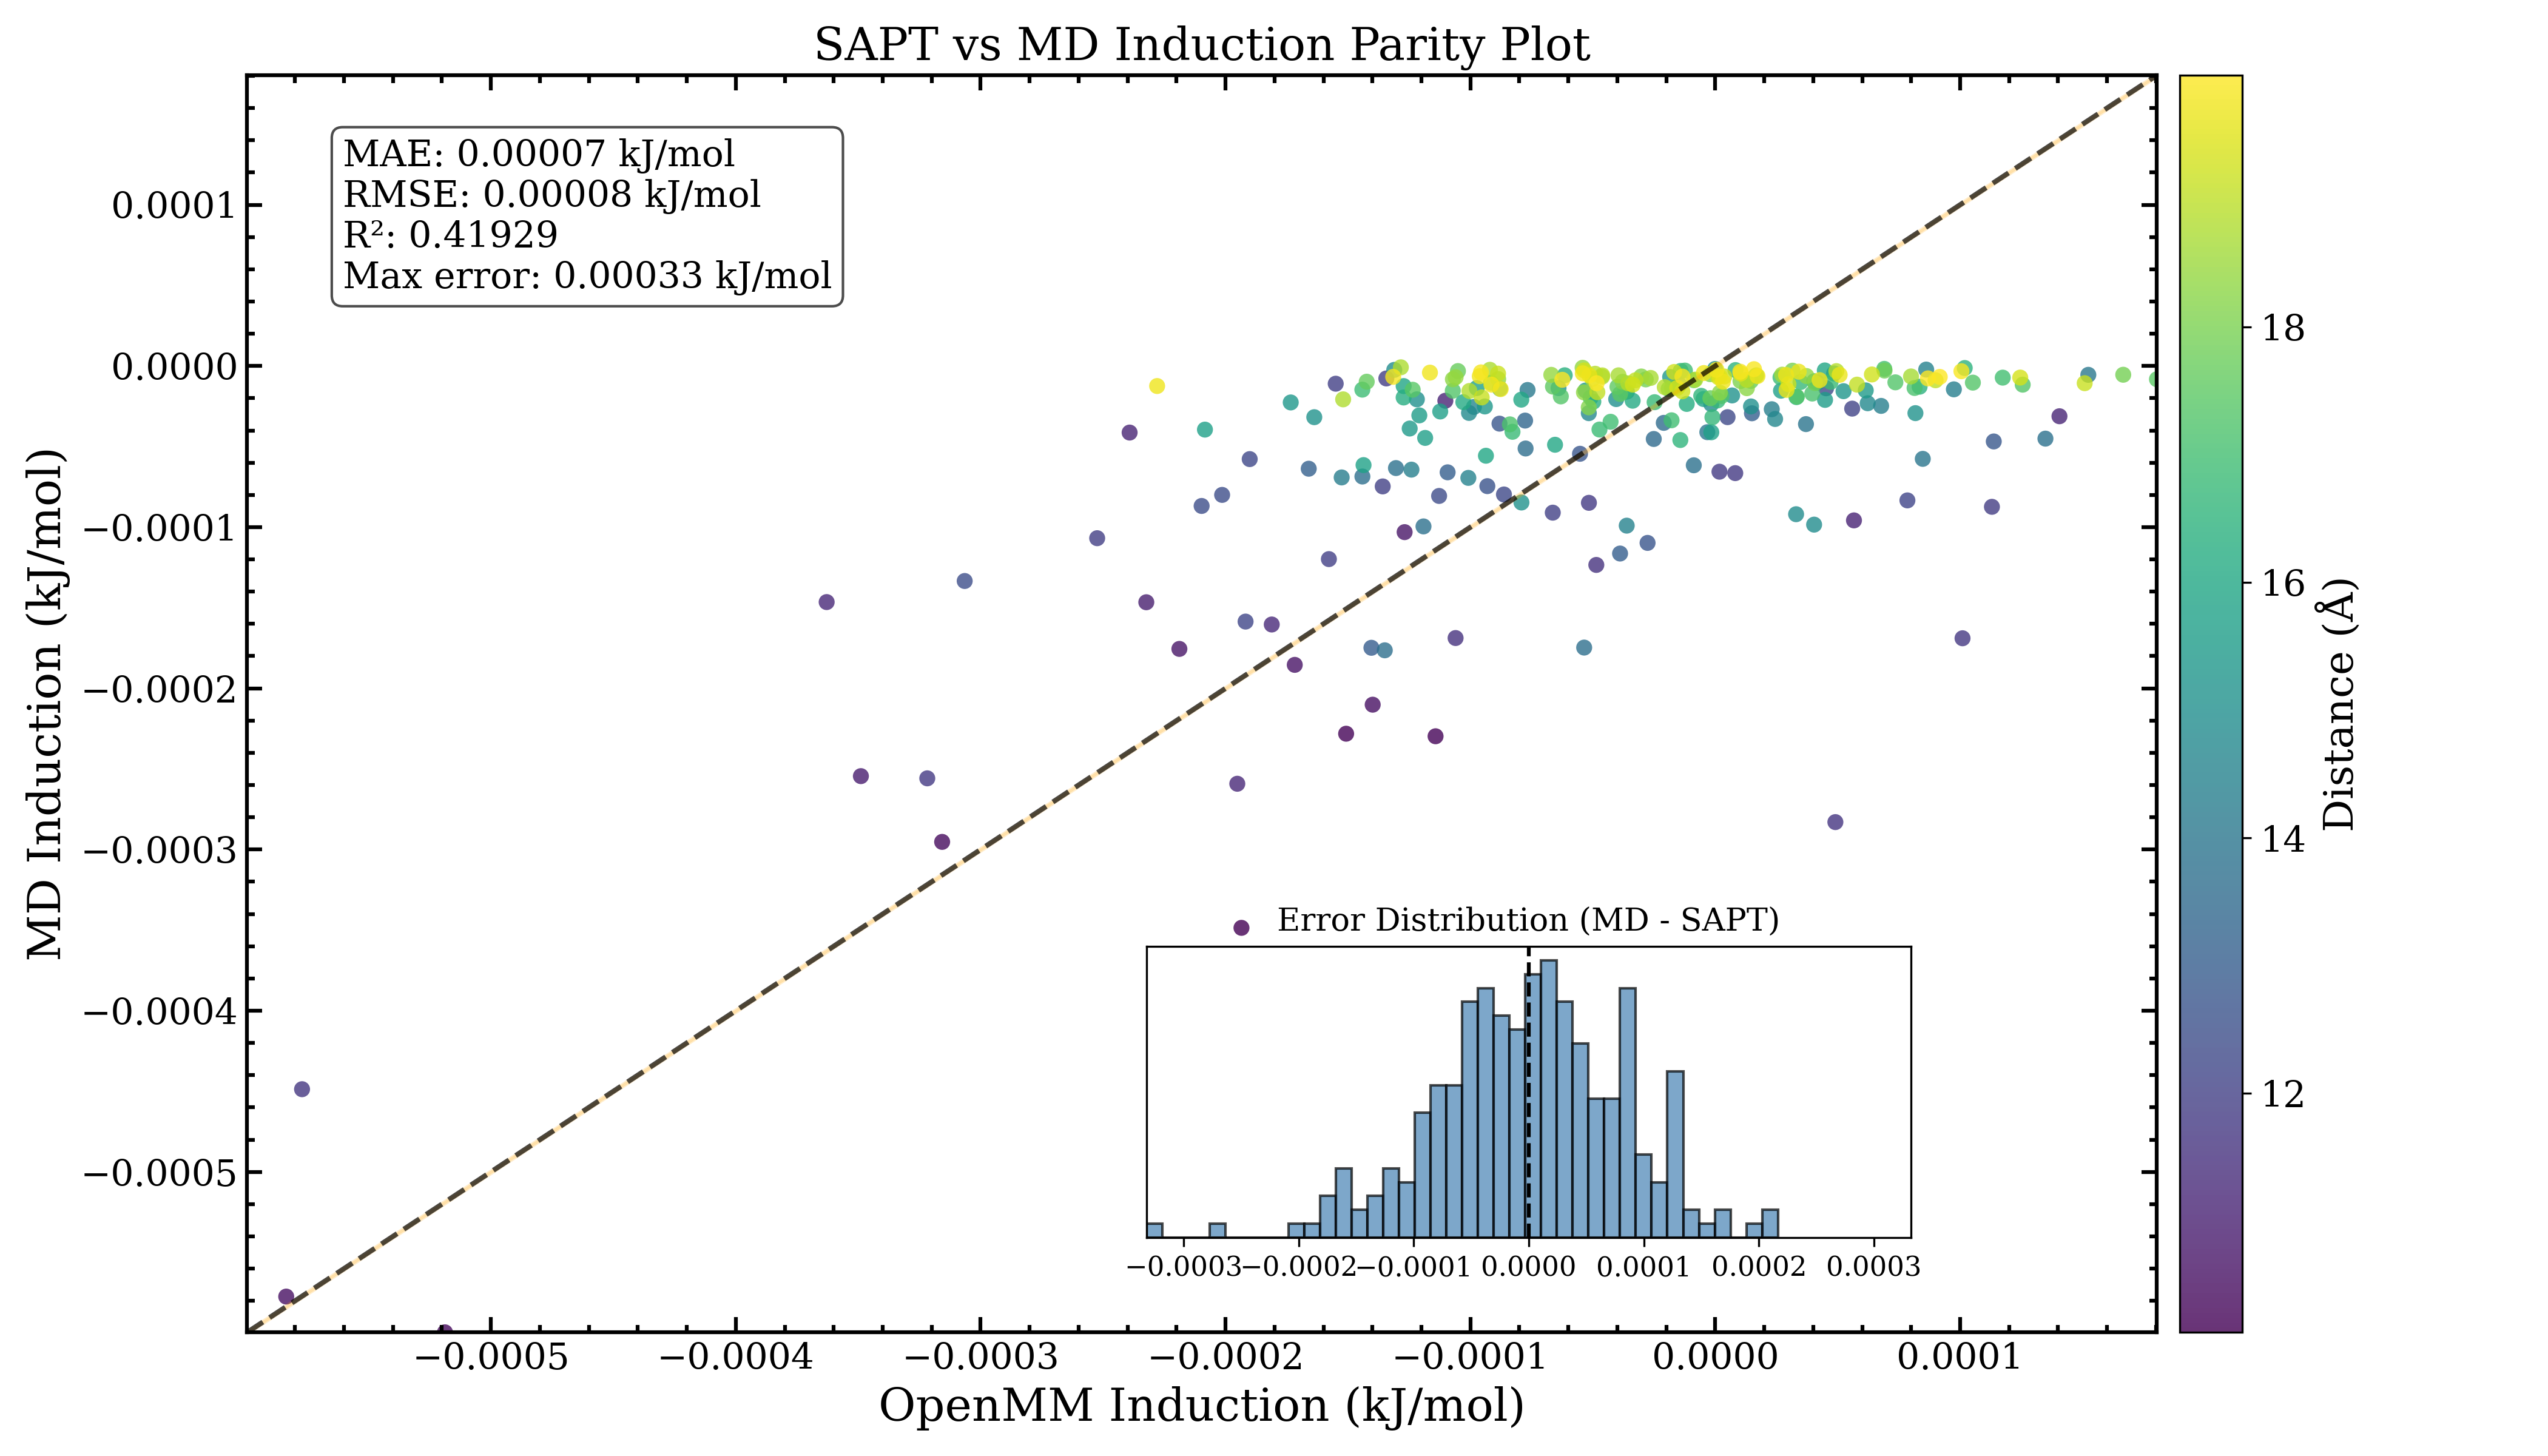 SAPT vs MD Induction Parity Plot
MAE: 0.00007 kJ/mol
RMSE: 0.00008 kJ/mol
R²: 0.41929
Max error: 0.00033 kJ/mol
MD Induction (kJ/mol)
0.0001
0.0000
−0.0001
−0.0002
−0.0003
−0.0004
−0.0005
Error Distribution (MD - SAPT)
−0.0003 −0.0002 −0.0001 0.0000 0.0001 0.0002 0.0003
−0.0005 −0.0004 −0.0003 −0.0002 −0.0001 0.0000 0.0001
OpenMM Induction (kJ/mol)
18
16
14
12
Distance (Å)